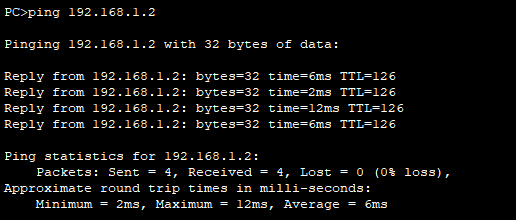 PC>ping 192.168.1.2
Pinging 192.168.1.2 with 32 bytes of data:
Reply from 192.168.1.2: bytes=32 time=6ms TTL=126
Reply from 192.168.1.2: bytes=32 time=2ms TTL=126
Reply from 192.168.1.2: bytes=32 time=12ms TTL=126
Reply from 192.168.1.2: bytes=32 time=6ms TTL=126
Ping statistics for 192.168.1.2:
Packets: Sent = 4, Received = 4, Lost = 0 (0% loss),
Approximate round trip times in milli-seconds:
Minimum = 2ms, Maximum = 12ms, Average = 6ms